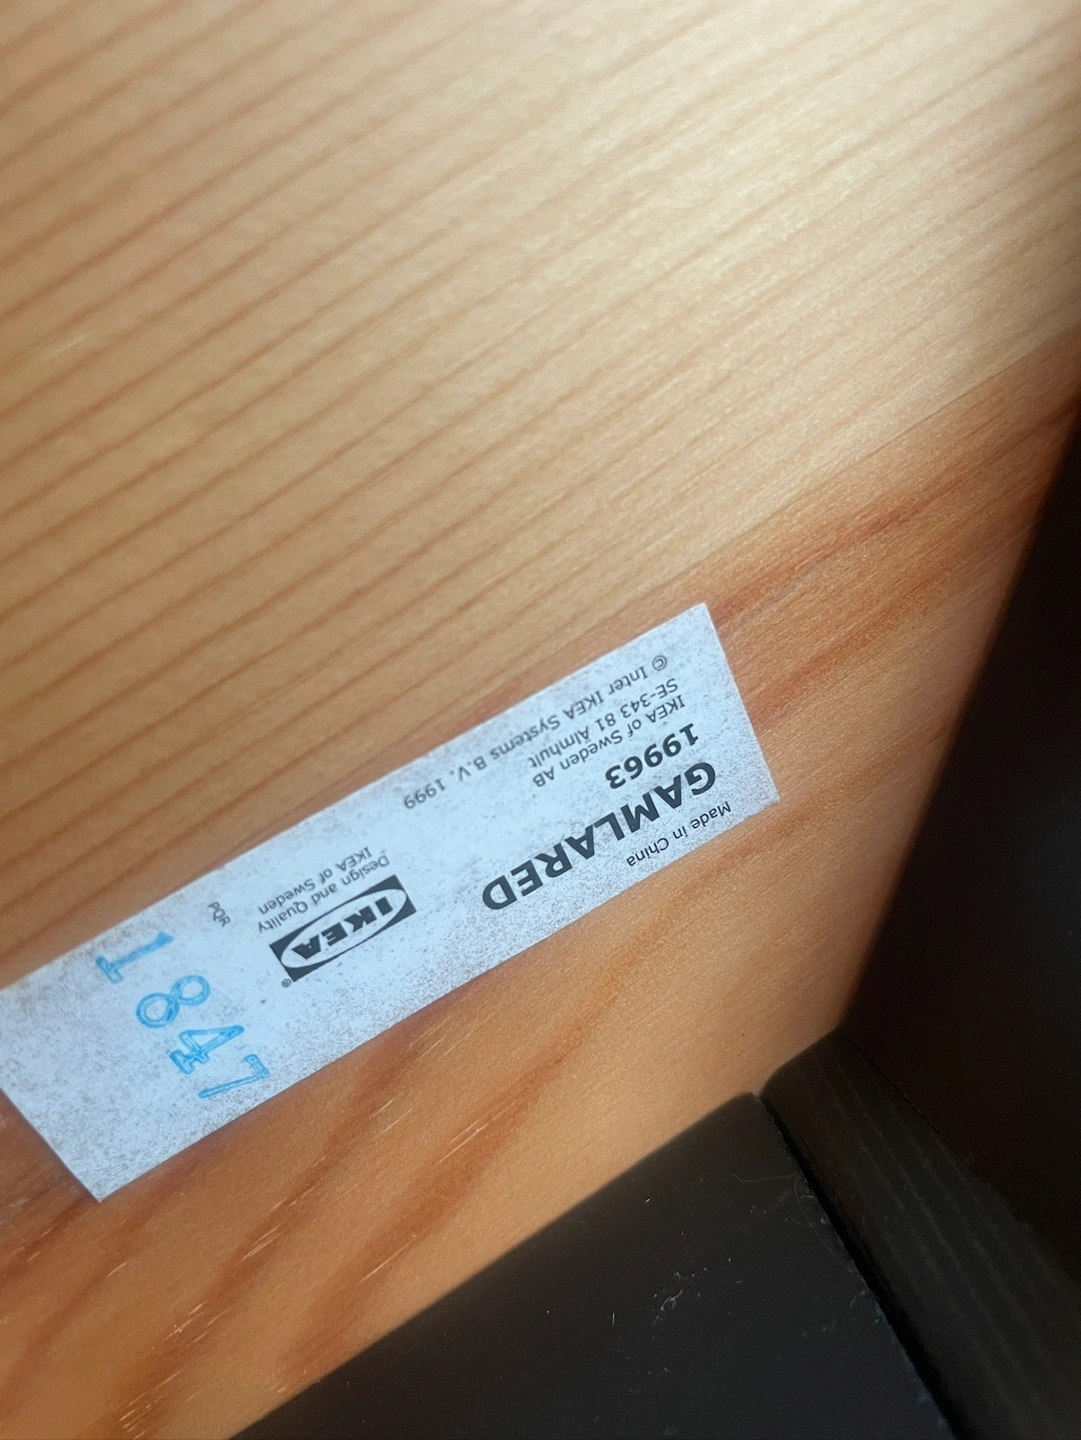 Made in China
GAMLARED
19963
IKEA of Sweden AB
SE-343 81 Älmhult
© Inter IKEA Systems B.V. 1999
IKEA®
Design and Quality
IKEA of Sweden
PQR
1847